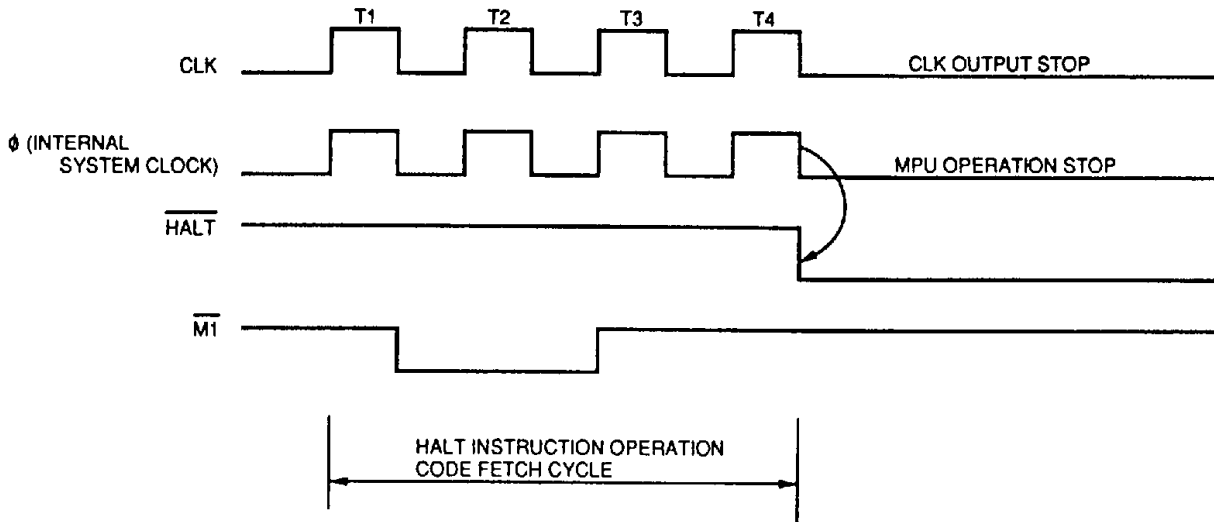 T1 T2 T3 T4
CLK
CLK OUTPUT STOP
ϕ (INTERNAL
SYSTEM CLOCK)
MPU OPERATION STOP
HALT
M1
HALT INSTRUCTION OPERATION
CODE FETCH CYCLE